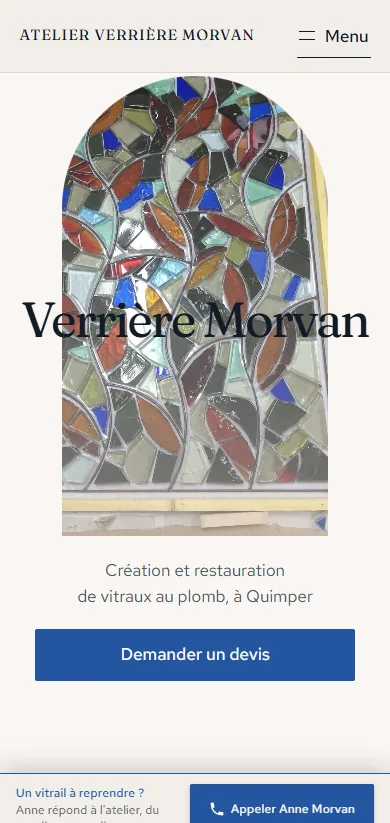 ATELIER VERRIÈRE MORVAN
Menu
Verrière Morvan
Création et restauration
de vitraux au plomb, à Quimper
Demander un devis
Un vitrail à reprendre ?
Anne répond à l'atelier, du
Appeler Anne Morvan